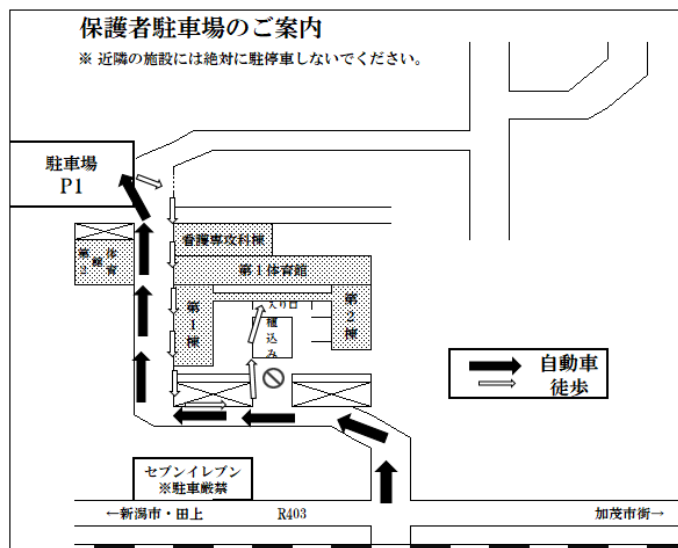 保護者駐車場のご案内
※ 近隣の施設には絶対に駐停車しないでください。
駐車場
P1
看護専攻科棟
第2体育館
第1体育館
第1棟
入り口
植込み
第2棟
自動車
徒歩
セブンイレブン
※駐車厳禁
←新潟市・田上
R403
加茂市街→